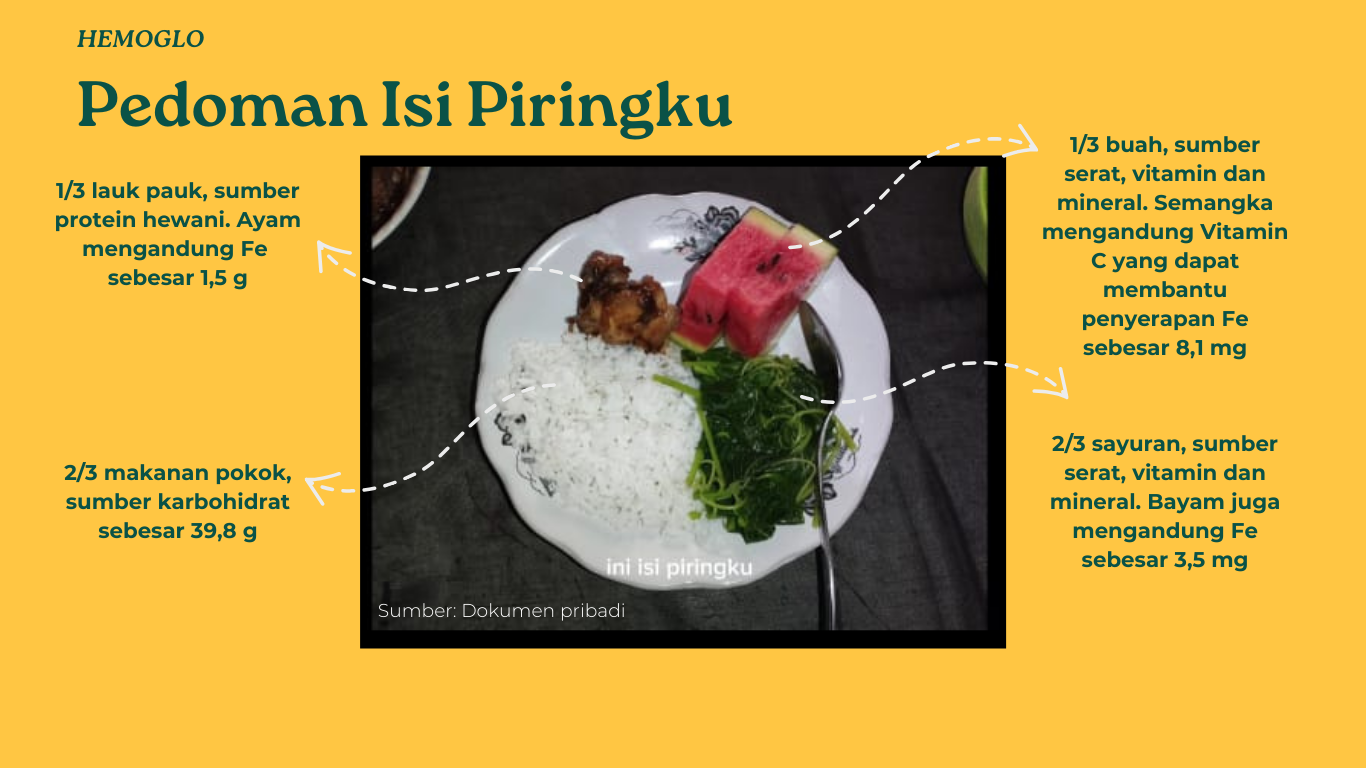 HEMOGLO
Pedoman Isi Piringku
1/3 lauk pauk, sumber
protein hewani. Ayam
mengandung Fe
sebesar 1,5 g
2/3 makanan pokok,
sumber karbohidrat
sebesar 39,8 g
1/3 buah, sumber
serat, vitamin dan
mineral. Semangka
mengandung Vitamin
C yang dapat
membantu
penyerapan Fe
sebesar 8,1 mg
2/3 sayuran, sumber
serat, vitamin dan
mineral. Bayam juga
mengandung Fe
sebesar 3,5 mg
ini isi piringku
Sumber: Dokumen pribadi